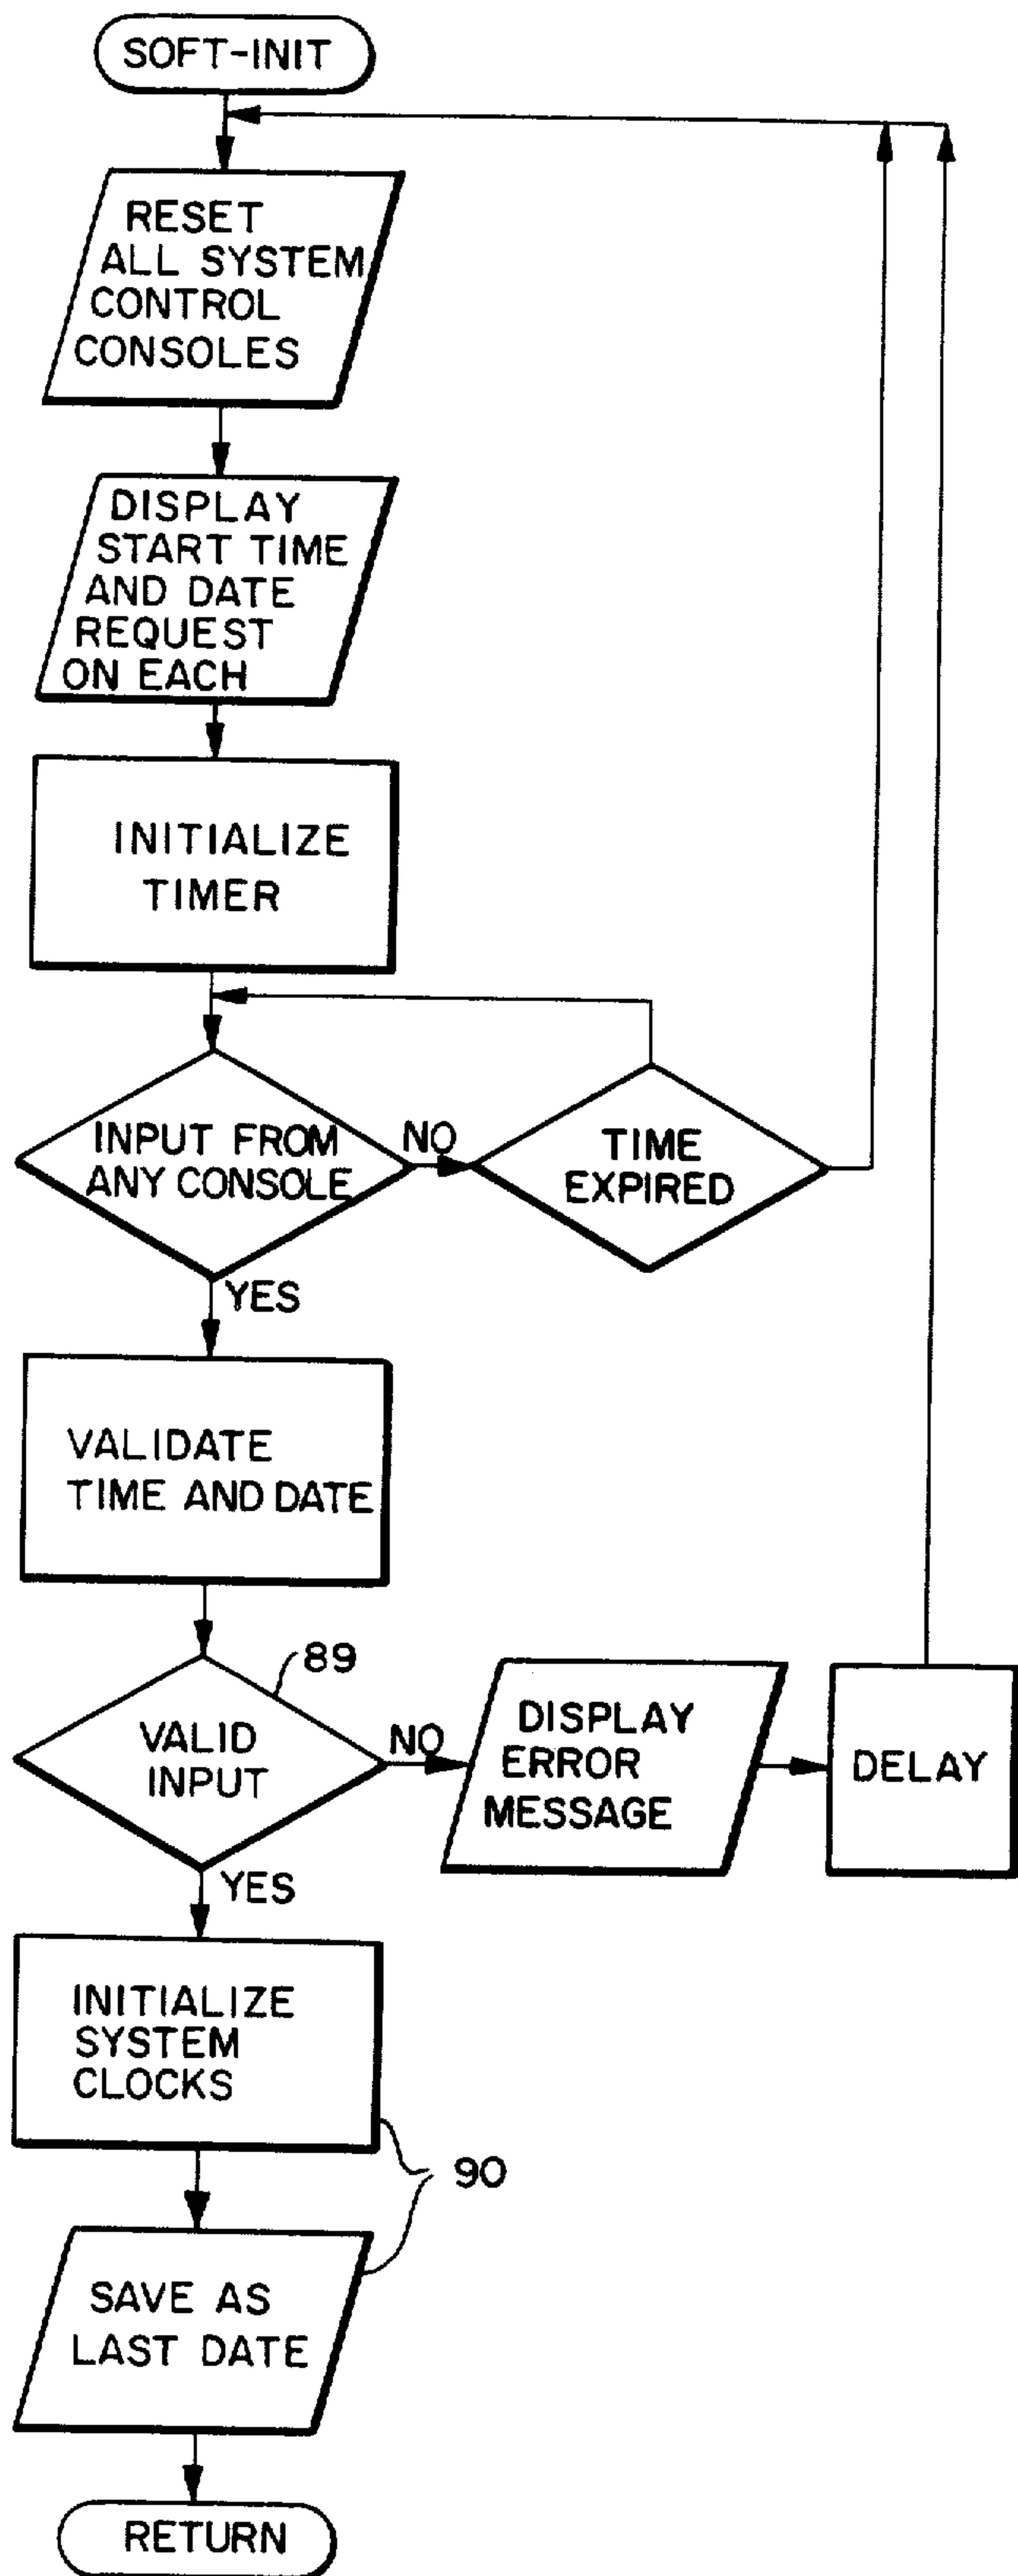 SOFT-INIT
RESET
ALL SYSTEM
CONTROL
CONSOLES
DISPLAY
START TIME
AND DATE
REQUEST
ON EACH
INITIALIZE
TIMER
INPUT FROM
ANY CONSOLE
NO
TIME
EXPIRED
YES
VALIDATE
TIME AND DATE
89
VALID
INPUT
NO
DISPLAY
ERROR
MESSAGE
DELAY
YES
INITIALIZE
SYSTEM
CLOCKS
90
SAVE AS
LAST DATE
RETURN